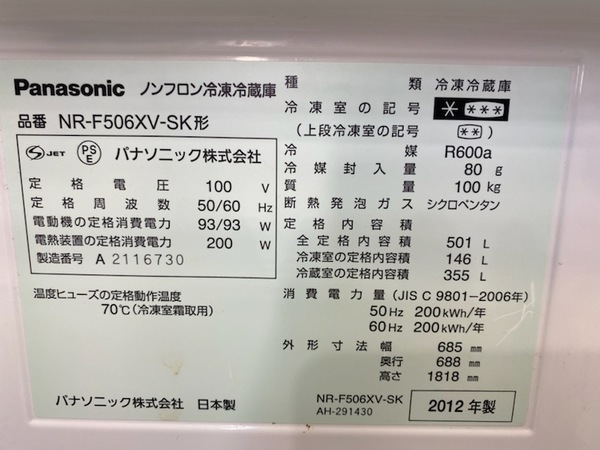 Panasonic ノンフロン冷凍冷蔵庫
品番 NR-F506XV-SK形
S JET PSE パナソニック株式会社
定格電圧 100 V
定格周波数 50/60 Hz
電動機の定格消費電力 93/93 W
電熱装置の定格消費電力 200 W
製造番号 A 2116730
温度ヒューズの定格動作温度
70℃(冷凍室霜取用)
パナソニック株式会社 日本製
種類 冷凍冷蔵庫
冷凍室の記号 * ***
(上段冷凍室の記号 **)
冷媒 R600a
冷媒封入量 80 g
質量 100 kg
断熱発泡ガス シクロペンタン
定格内容積
全定格内容積 501 L
冷凍室の定格内容積 146 L
冷蔵室の定格内容積 355 L
消費電力量(JIS C 9801-2006年)
50Hz 200kWh/年
60Hz 200kWh/年
外形寸法 幅 685 mm
奥行 688 mm
高さ 1818 mm
NR-F506XV-SK
AH-291430
2012年製